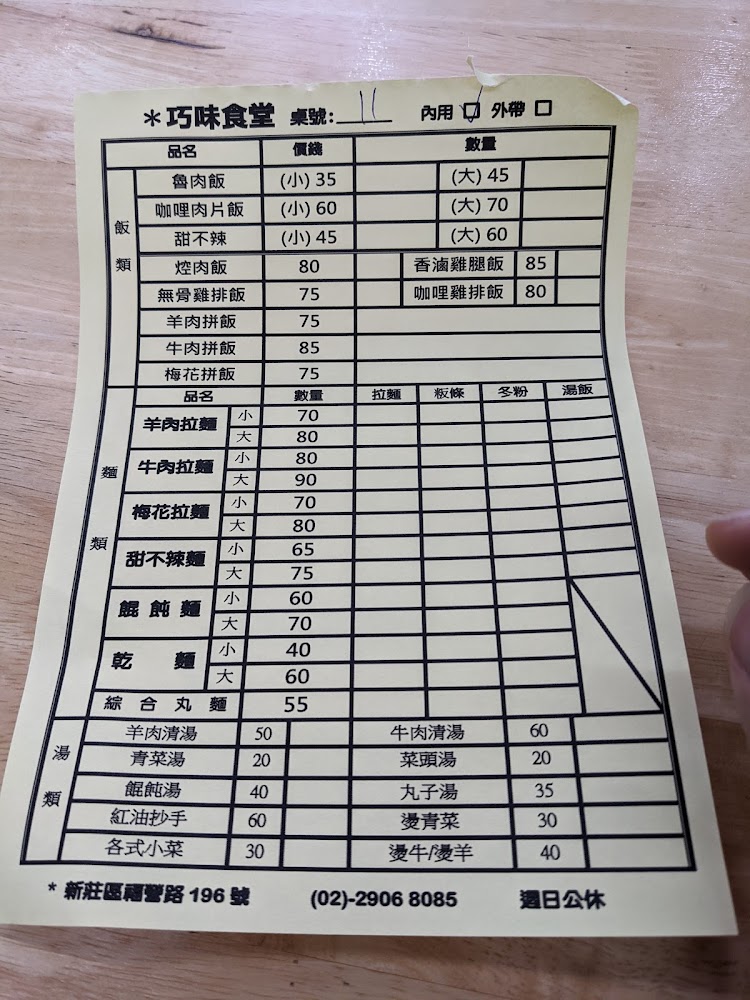 ＊巧味食堂 桌號: 11 內用 ☑ 外帶 □
品名 價錢 數量
飯類
魯肉飯 (小) 35 (大) 45
咖哩肉片飯 (小) 60 (大) 70
甜不辣 (小) 45 (大) 60
焢肉飯 80 香滷雞腿飯 85
無骨雞排飯 75 咖哩雞排飯 80
羊肉拼飯 75
牛肉拼飯 85
梅花拼飯 75
麵類
品名 數量 拉麵 粄條 冬粉 湯飯
羊肉拉麵 小 70
大 80
牛肉拉麵 小 80
大 90
梅花拉麵 小 70
大 80
甜不辣麵 小 65
大 75
餛飩麵 小 60
大 70
乾麵 小 40
大 60
綜合丸麵 55
湯類
羊肉清湯 50 牛肉清湯 60
青菜湯 20 菜頭湯 20
餛飩湯 40 丸子湯 35
紅油抄手 60 燙青菜 30
各式小菜 30 燙牛/燙羊 40
* 新莊區福營路 196 號 (02)-2906 8085 週日公休